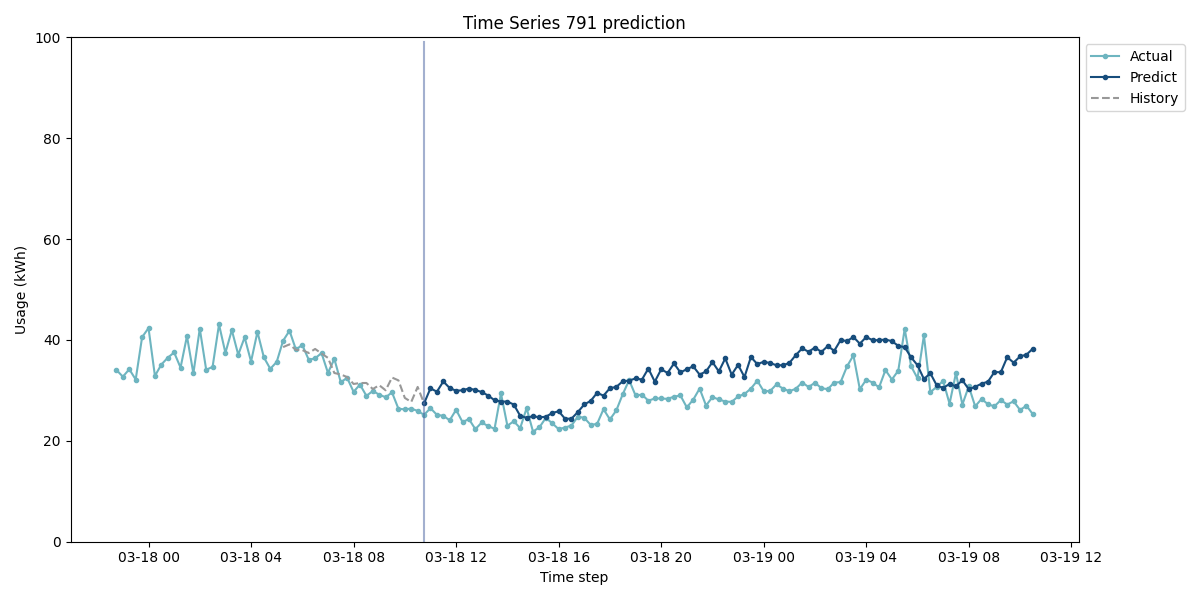 Time Series 791 prediction
Usage (kWh)
100
80
60
40
20
0
03-18 00
03-18 04
03-18 08
03-18 12
03-18 16
03-18 20
03-19 00
03-19 04
03-19 08
03-19 12
Time step
Actual
Predict
History